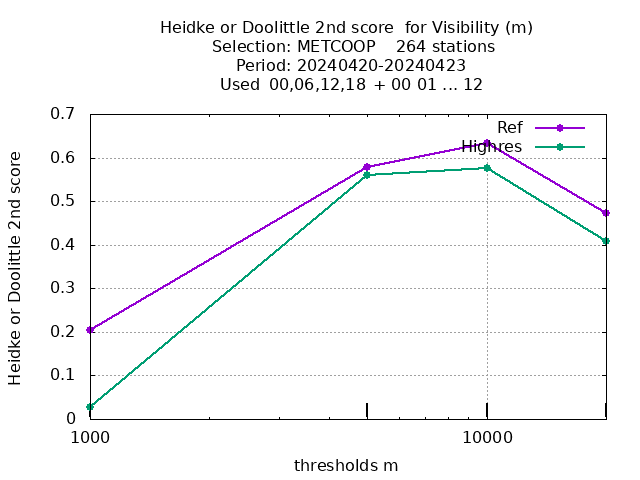 Heidke or Doolittle 2nd score  for Visibility (m)
Selection: METCOOP    264 stations
Period: 20240420-20240423
Used  00,06,12,18  + 00 01 ... 12
Ref
Highres
0.7
0.6
0.5
0.4
0.3
0.2
0.1
0
Heidke or Doolittle 2nd score
1000
10000
thresholds m